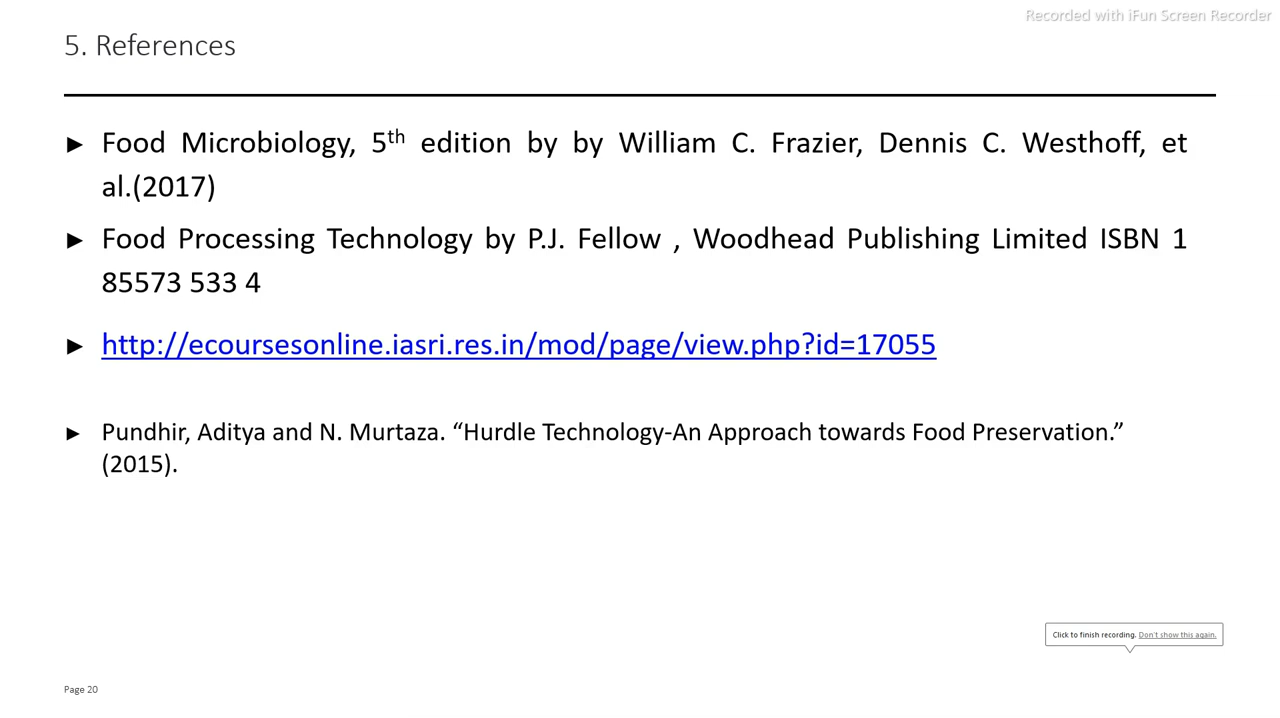 Recorded with iFun Screen Recorder
5. References
► Food Microbiology, 5th edition by by William C. Frazier, Dennis C. Westhoff, et
al.(2017)
► Food Processing Technology by P.J. Fellow , Woodhead Publishing Limited ISBN 1
85573 533 4
► http://ecoursesonline.iasri.res.in/mod/page/view.php?id=17055
► Pundhir, Aditya and N. Murtaza. “Hurdle Technology-An Approach towards Food Preservation.”
(2015).
Click to finish recording. Don't show this again.
Page 20